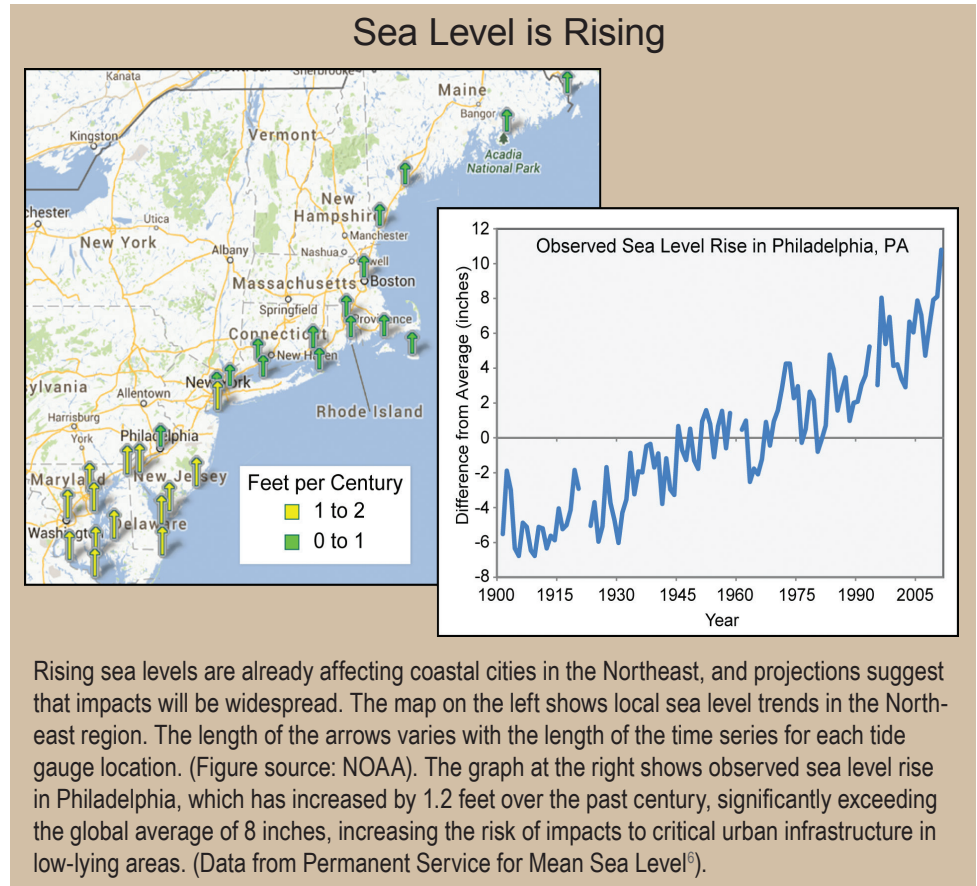 Sea Level is Rising
Kanata
Sherbrooke
Maine
Bangor
Kingston
Vermont
Acadia
National Park
New
Hampshire
chester
Utica
Manchester
New York
Nashua
Albany
Boston
Massachusetts
Springfield
Providence
Connecticut
New Haven
sylvania
New York
Allentown
Rhode Island
Harrisburg
York
Philadelphia
Maryland
New Jersey
Washington
Delaware
Feet per Century
1 to 2
0 to 1
Observed Sea Level Rise in Philadelphia, PA
Difference from Average (inches)
12
10
8
6
4
2
0
-2
-4
-6
-8
1900 1915 1930 1945 1960 1975 1990 2005
Year
Rising sea levels are already affecting coastal cities in the Northeast, and projections suggest
that impacts will be widespread. The map on the left shows local sea level trends in the North-
east region. The length of the arrows varies with the length of the time series for each tide
gauge location. (Figure source: NOAA). The graph at the right shows observed sea level rise
in Philadelphia, which has increased by 1.2 feet over the past century, significantly exceeding
the global average of 8 inches, increasing the risk of impacts to critical urban infrastructure in
low-lying areas. (Data from Permanent Service for Mean Sea Level6).